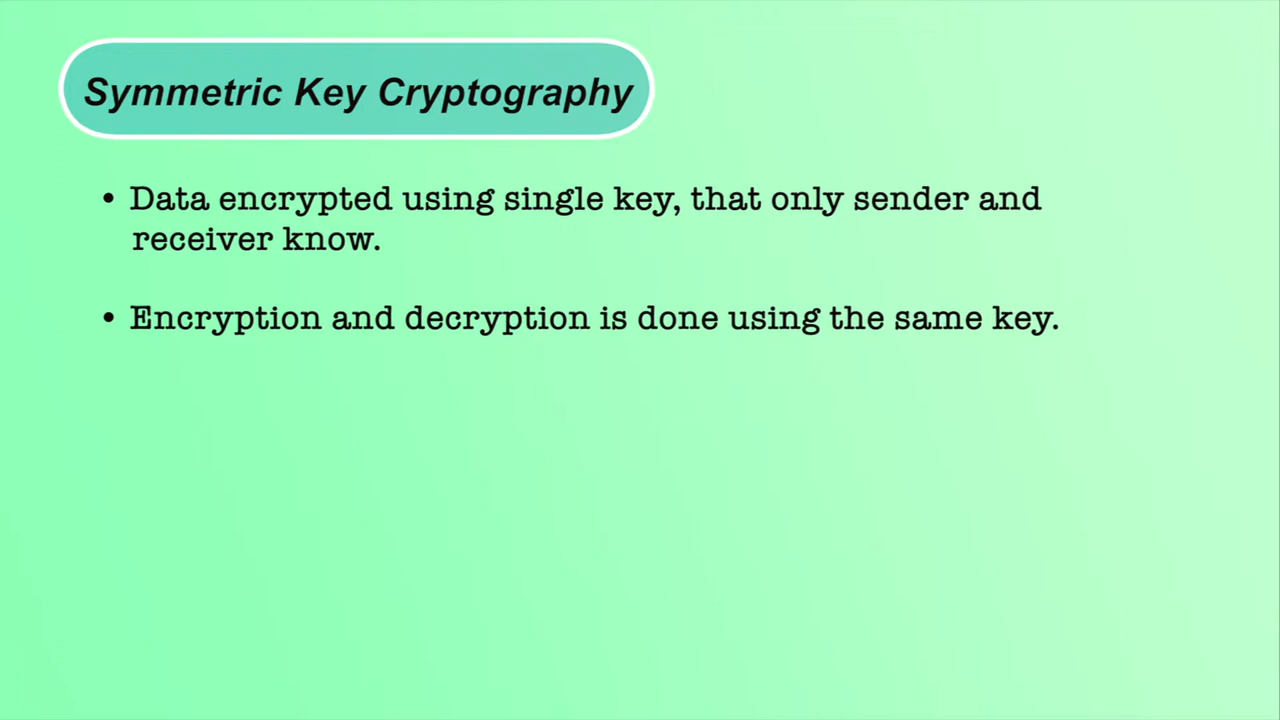 Symmetric Key Cryptography
• Data encrypted using single key, that only sender and
receiver know.
• Encryption and decryption is done using the same key.